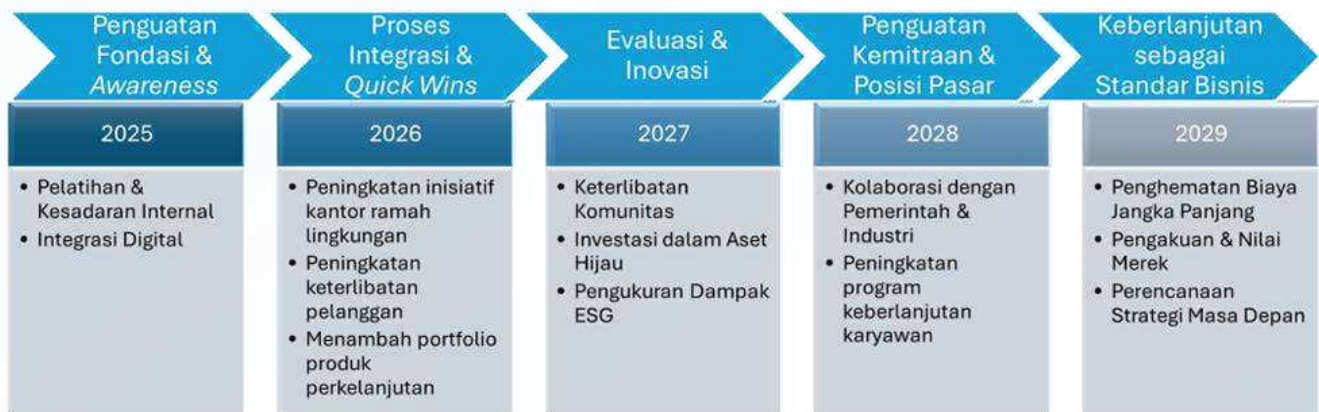 Penguatan
Fondasi &
Awareness
Proses
Integrasi &
Quick Wins
Evaluasi &
Inovasi
Penguatan
Kemitraan &
Posisi Pasar
Keberlanjutan
sebagai
Standar Bisnis
2025
2026
2027
2028
2029
• Pelatihan &
Kesadaran Internal
• Integrasi Digital
• Peningkatan inisiatif
kantor ramah
lingkungan
• Peningkatan
keterlibatan
pelanggan
• Menambah portfolio
produk
perkelanjutan
• Keterlibatan
Komunitas
• Investasi dalam Aset
Hijau
• Pengukuran Dampak
ESG
• Kolaborasi dengan
Pemerintah &
Industri
• Peningkatan
program
keberlanjutan
karyawan
• Penghematan Biaya
Jangka Panjang
• Pengakuan & Nilai
Merek
• Perencanaan
Strategi Masa Depan